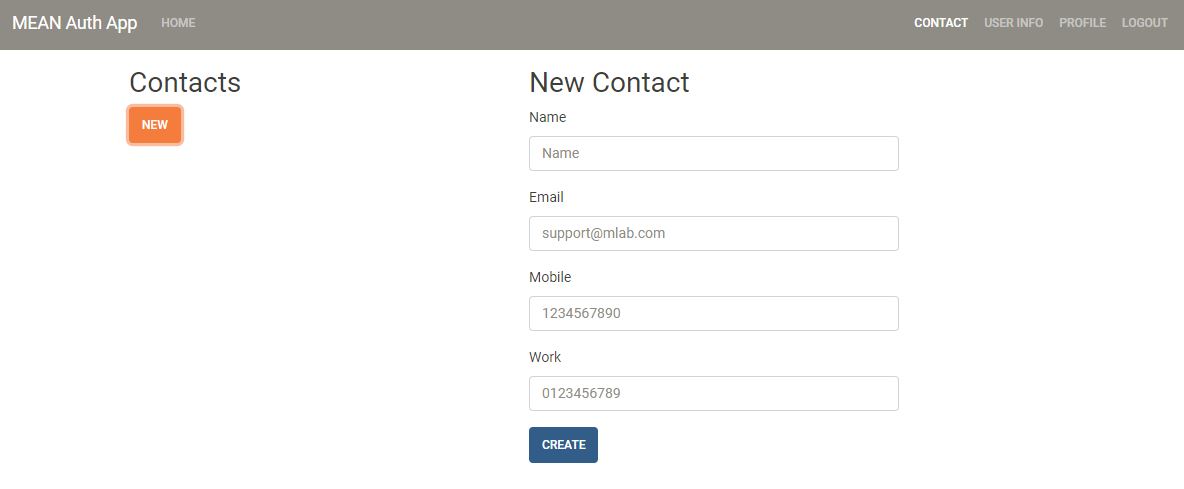 MEAN Auth App HOME CONTACT USER INFO PROFILE LOGOUT
Contacts
NEW
New Contact
Name
Name
Email
support@mlab.com
Mobile
1234567890
Work
0123456789
CREATE